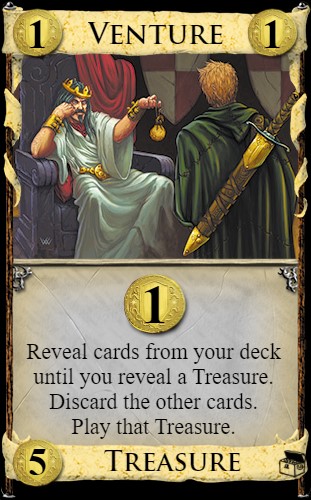 1 VENTURE 1
1
Reveal cards from your deck
until you reveal a Treasure.
Discard the other cards.
Play that Treasure.
5 TREASURE